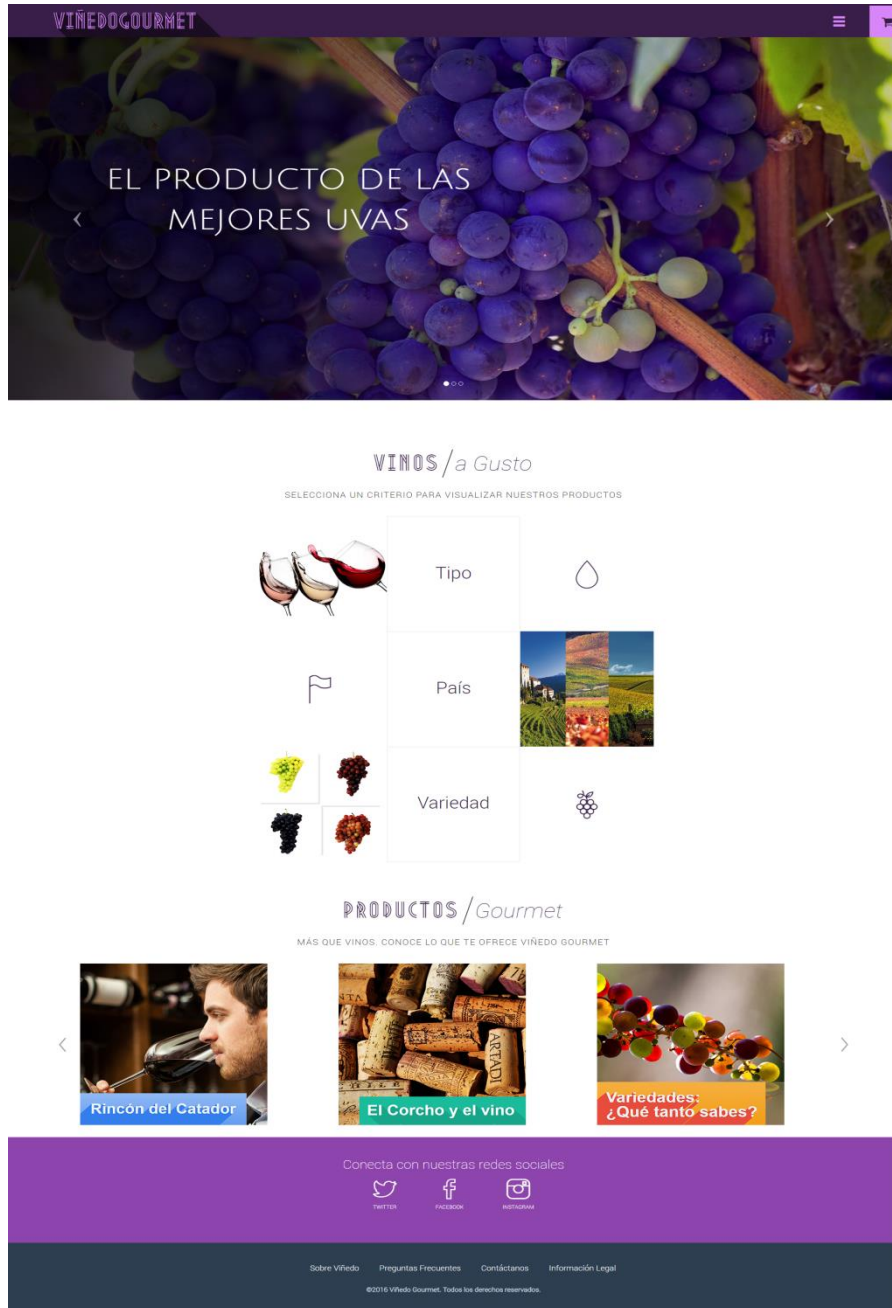 VIÑEDOGOURMET
EL PRODUCTO DE LAS
MEJORES UVAS
VINOS / a Gusto
SELECCIONA UN CRITERIO PARA VISUALIZAR NUESTROS PRODUCTOS
Tipo
País
Variedad
PRODUCTOS / Gourmet
MÁS QUE VINOS. CONOCE LO QUE TE OFRECE VIÑEDO GOURMET
ARTADI
Rincón del Catador
El Corcho y el vino
Variedades:
¿Qué tanto sabes?
Conecta con nuestras redes sociales
TWITTER FACEBOOK INSTAGRAM
Sobre Viñedo Preguntas Frecuentes Contáctanos Información Legal
©2016 Viñedo Gourmet. Todos los derechos reservados.